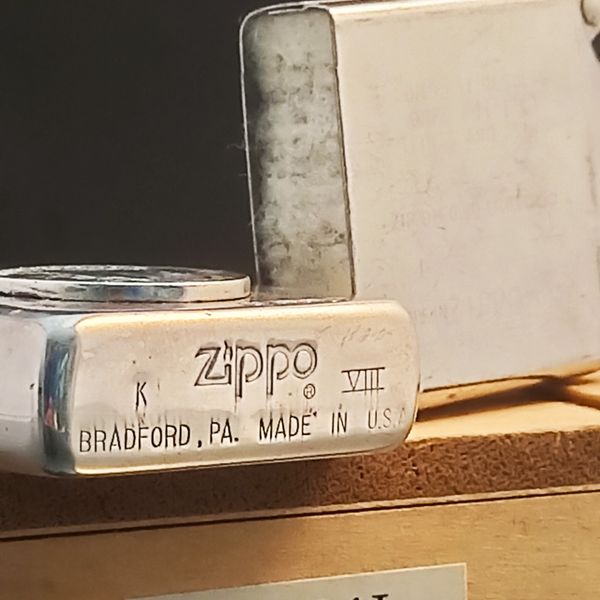 zippo ®
K VIII
BRADFORD, PA. MADE IN U.S.A